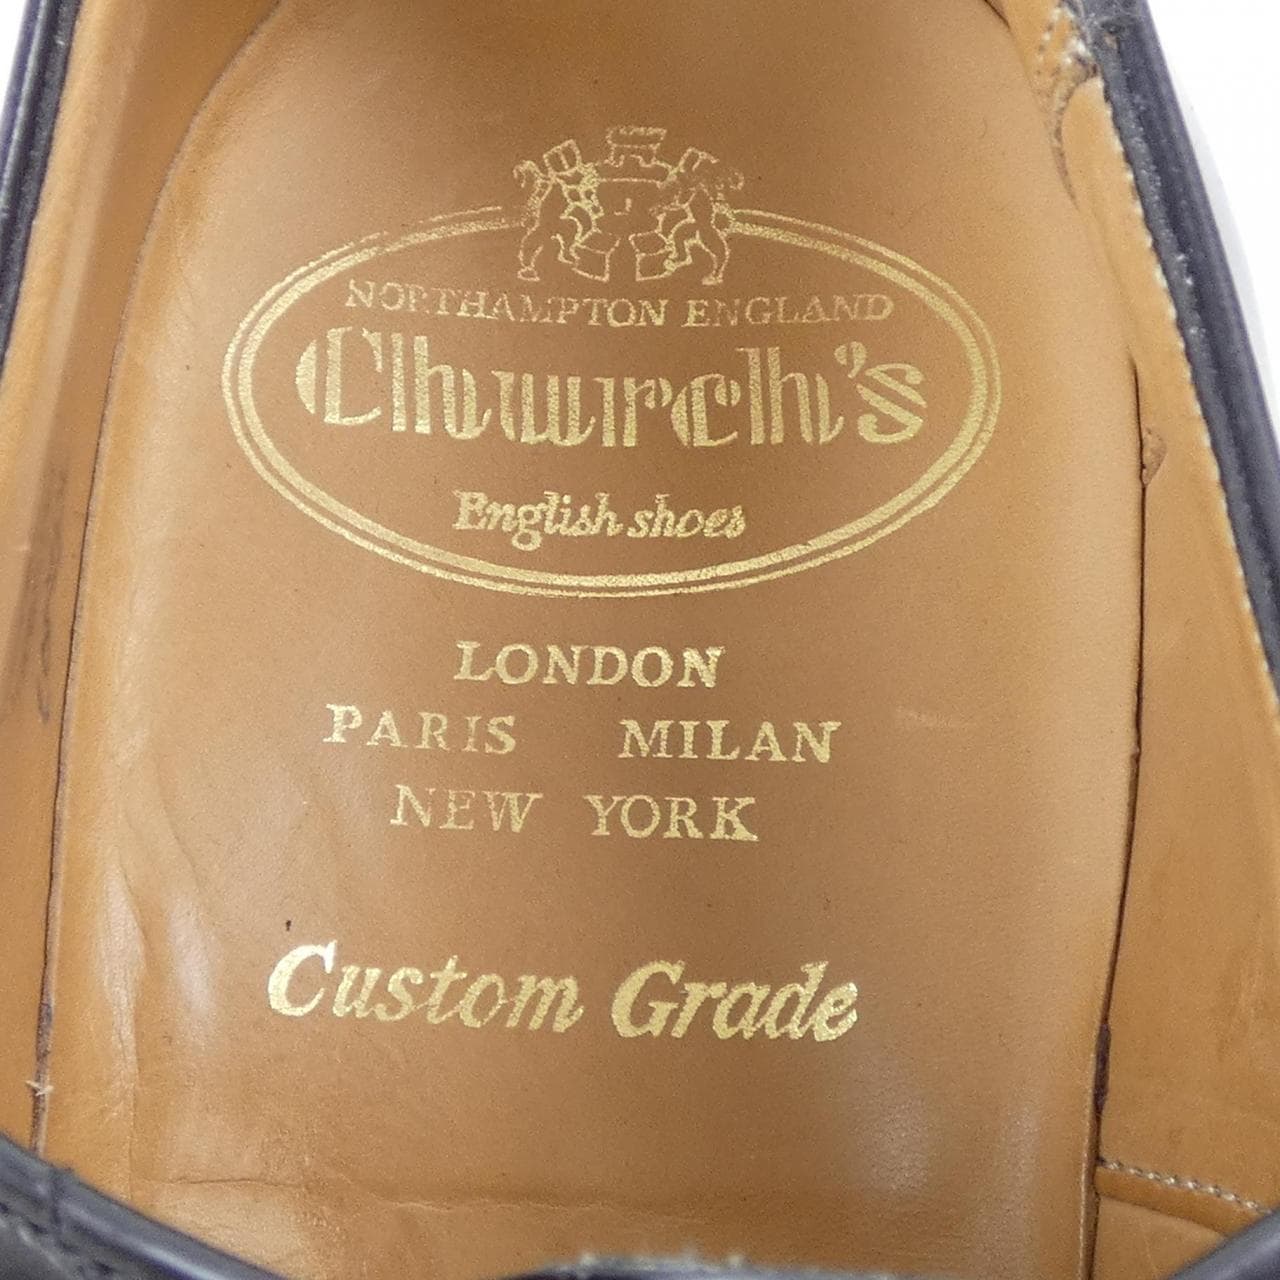 NORTHAMPTON ENGLAND
Church's
English shoes
LONDON
PARIS MILAN
NEW YORK
Custom Grade